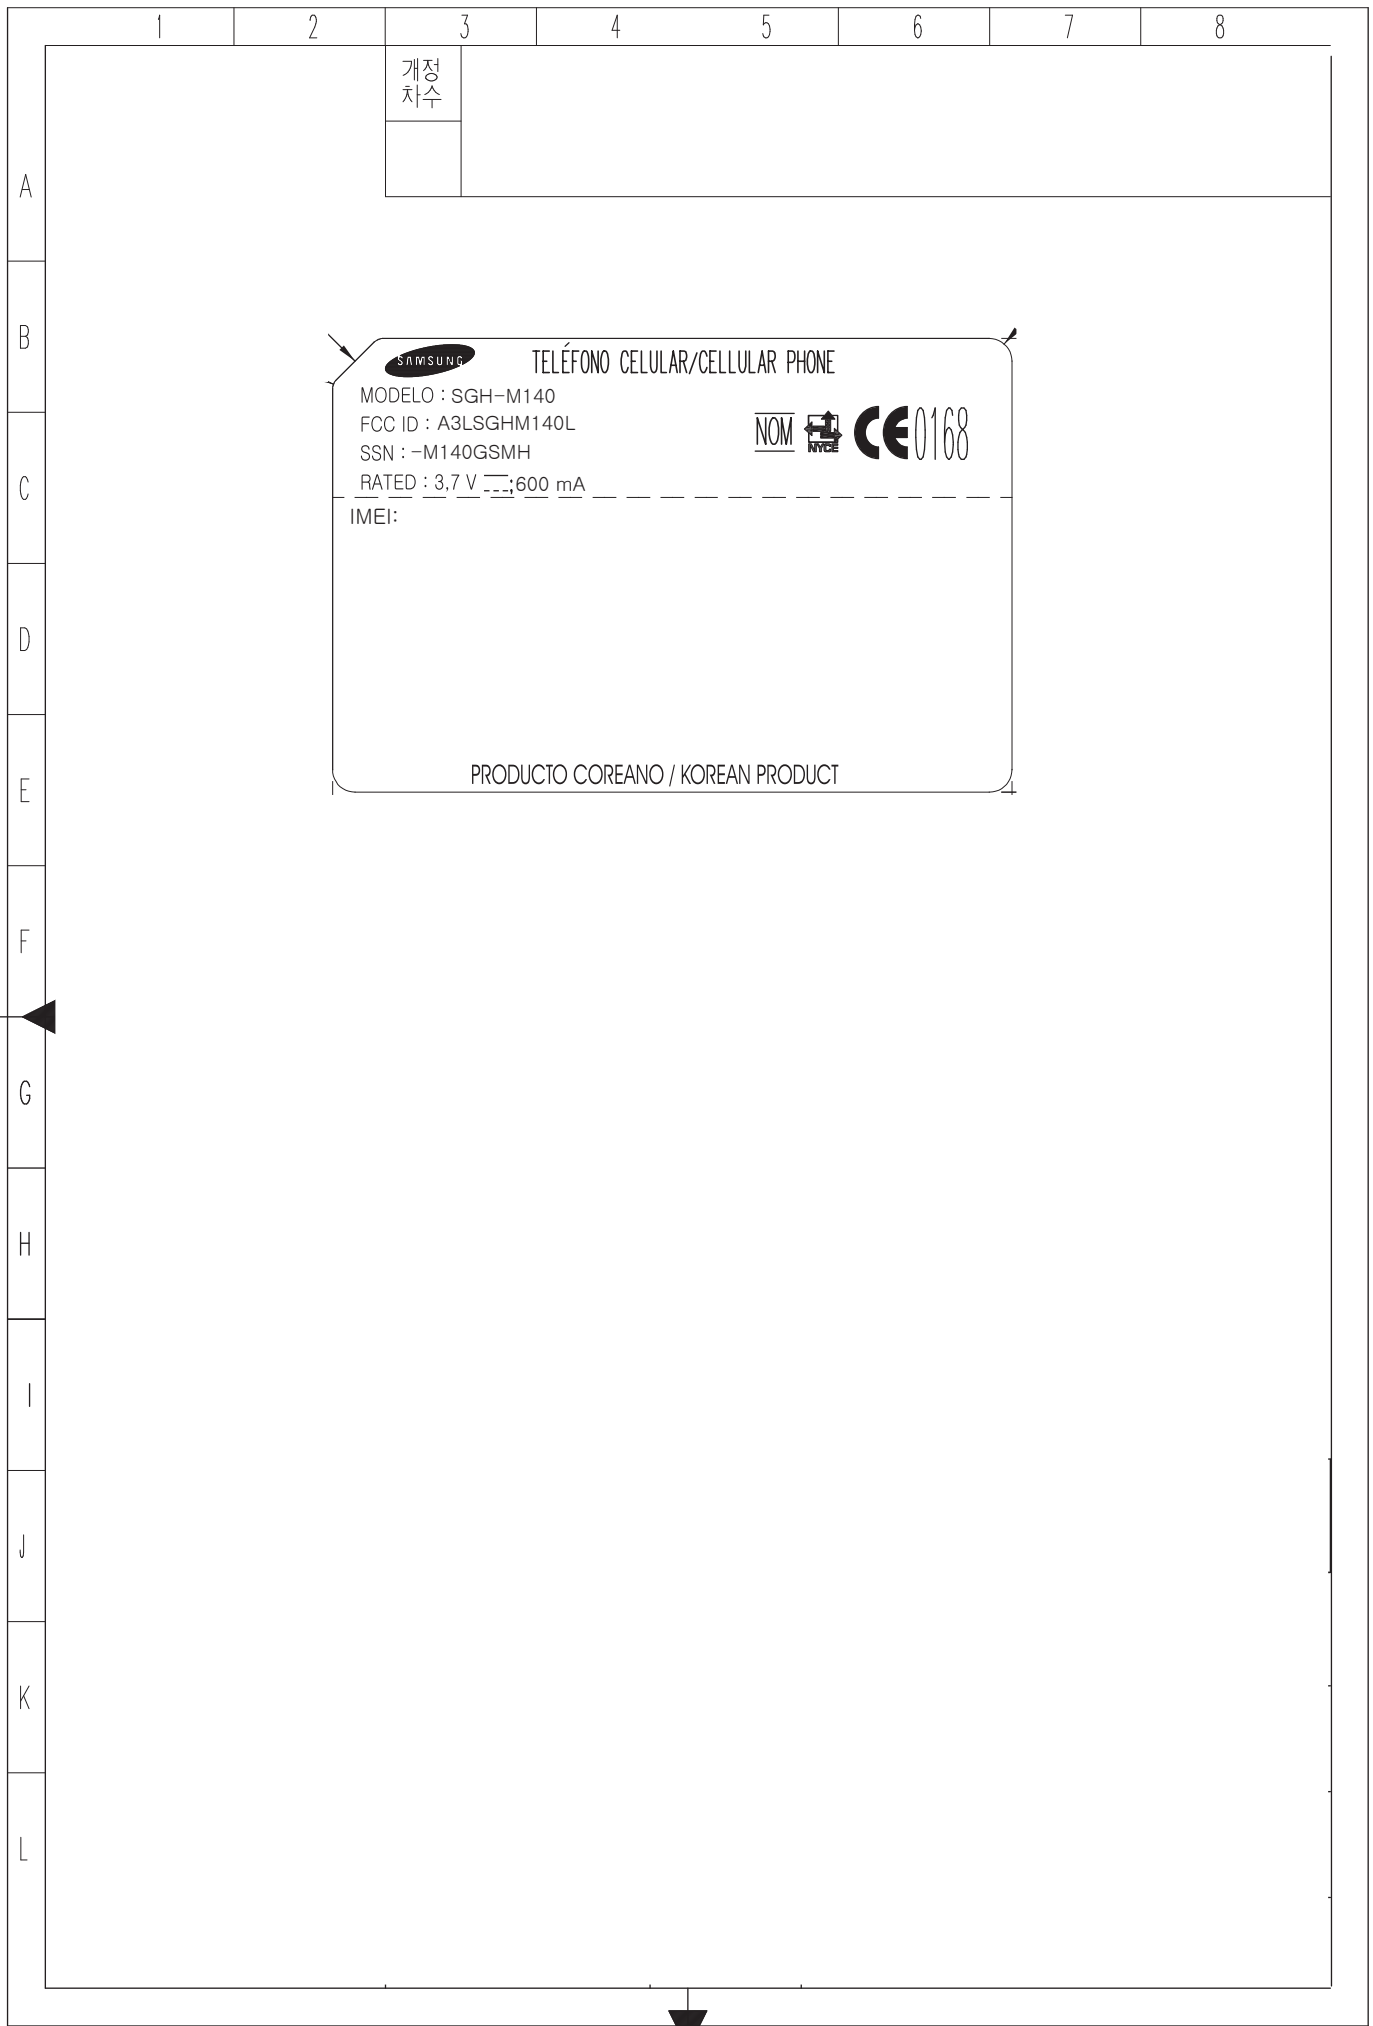 1 2 3 4 5 6 7 8
개정
차수
A
B
SAMSUNG TELÉFONO CELULAR/CELLULAR PHONE
MODELO : SGH-M140
FCC ID : A3LSGHM140L
SSN : -M140GSMH
RATED : 3,7 V ;600 mA
NOM NYCE CE0168
C
IMEI:
D
PRODUCTO COREANO / KOREAN PRODUCT
E
F
G
H
I
J
K
L